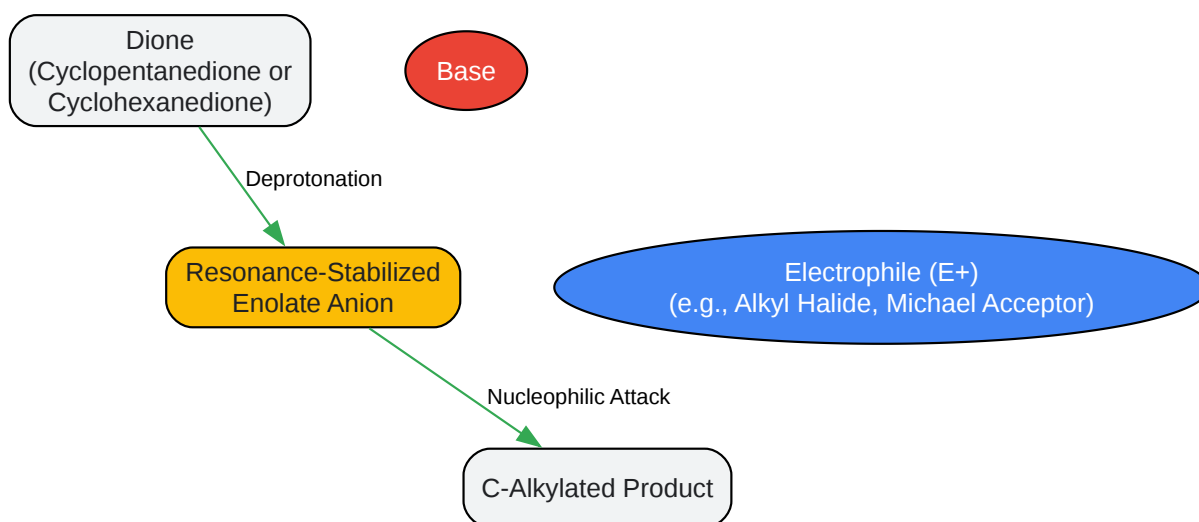 Dione
(Cyclopentanedione or
Cyclohexanedione)
Base
Deprotonation
Resonance-Stabilized
Enolate Anion
Electrophile (E+)
(e.g., Alkyl Halide, Michael Acceptor)
Nucleophilic Attack
C-Alkylated Product